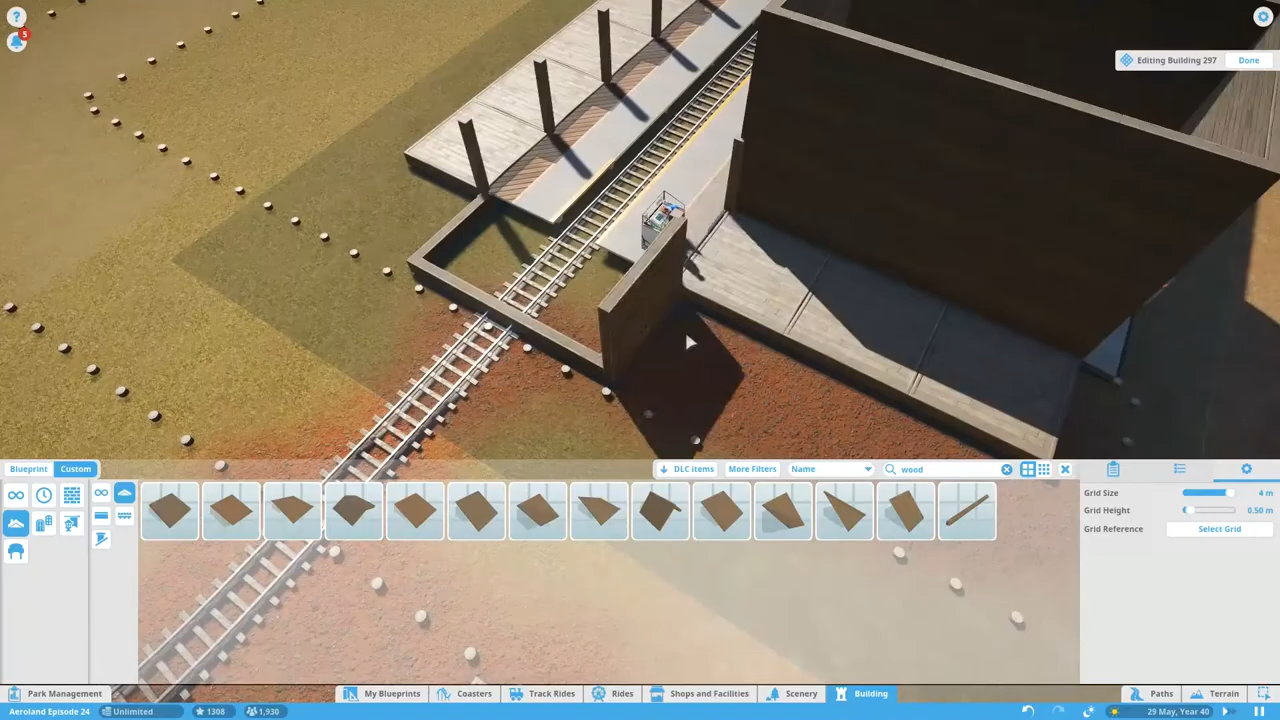 ?
5
Editing Building 297 Done
Blueprint Custom
DLC items More Filters Name wood
Grid Size 4 m
Grid Height 0.50 m
Grid Reference Select Grid
Park Management My Blueprints Coasters Track Rides Rides Shops and Facilities Scenery Building Paths Terrain
Aeroland Episode 24 Unlimited 1308 1,930 29 May, Year 40